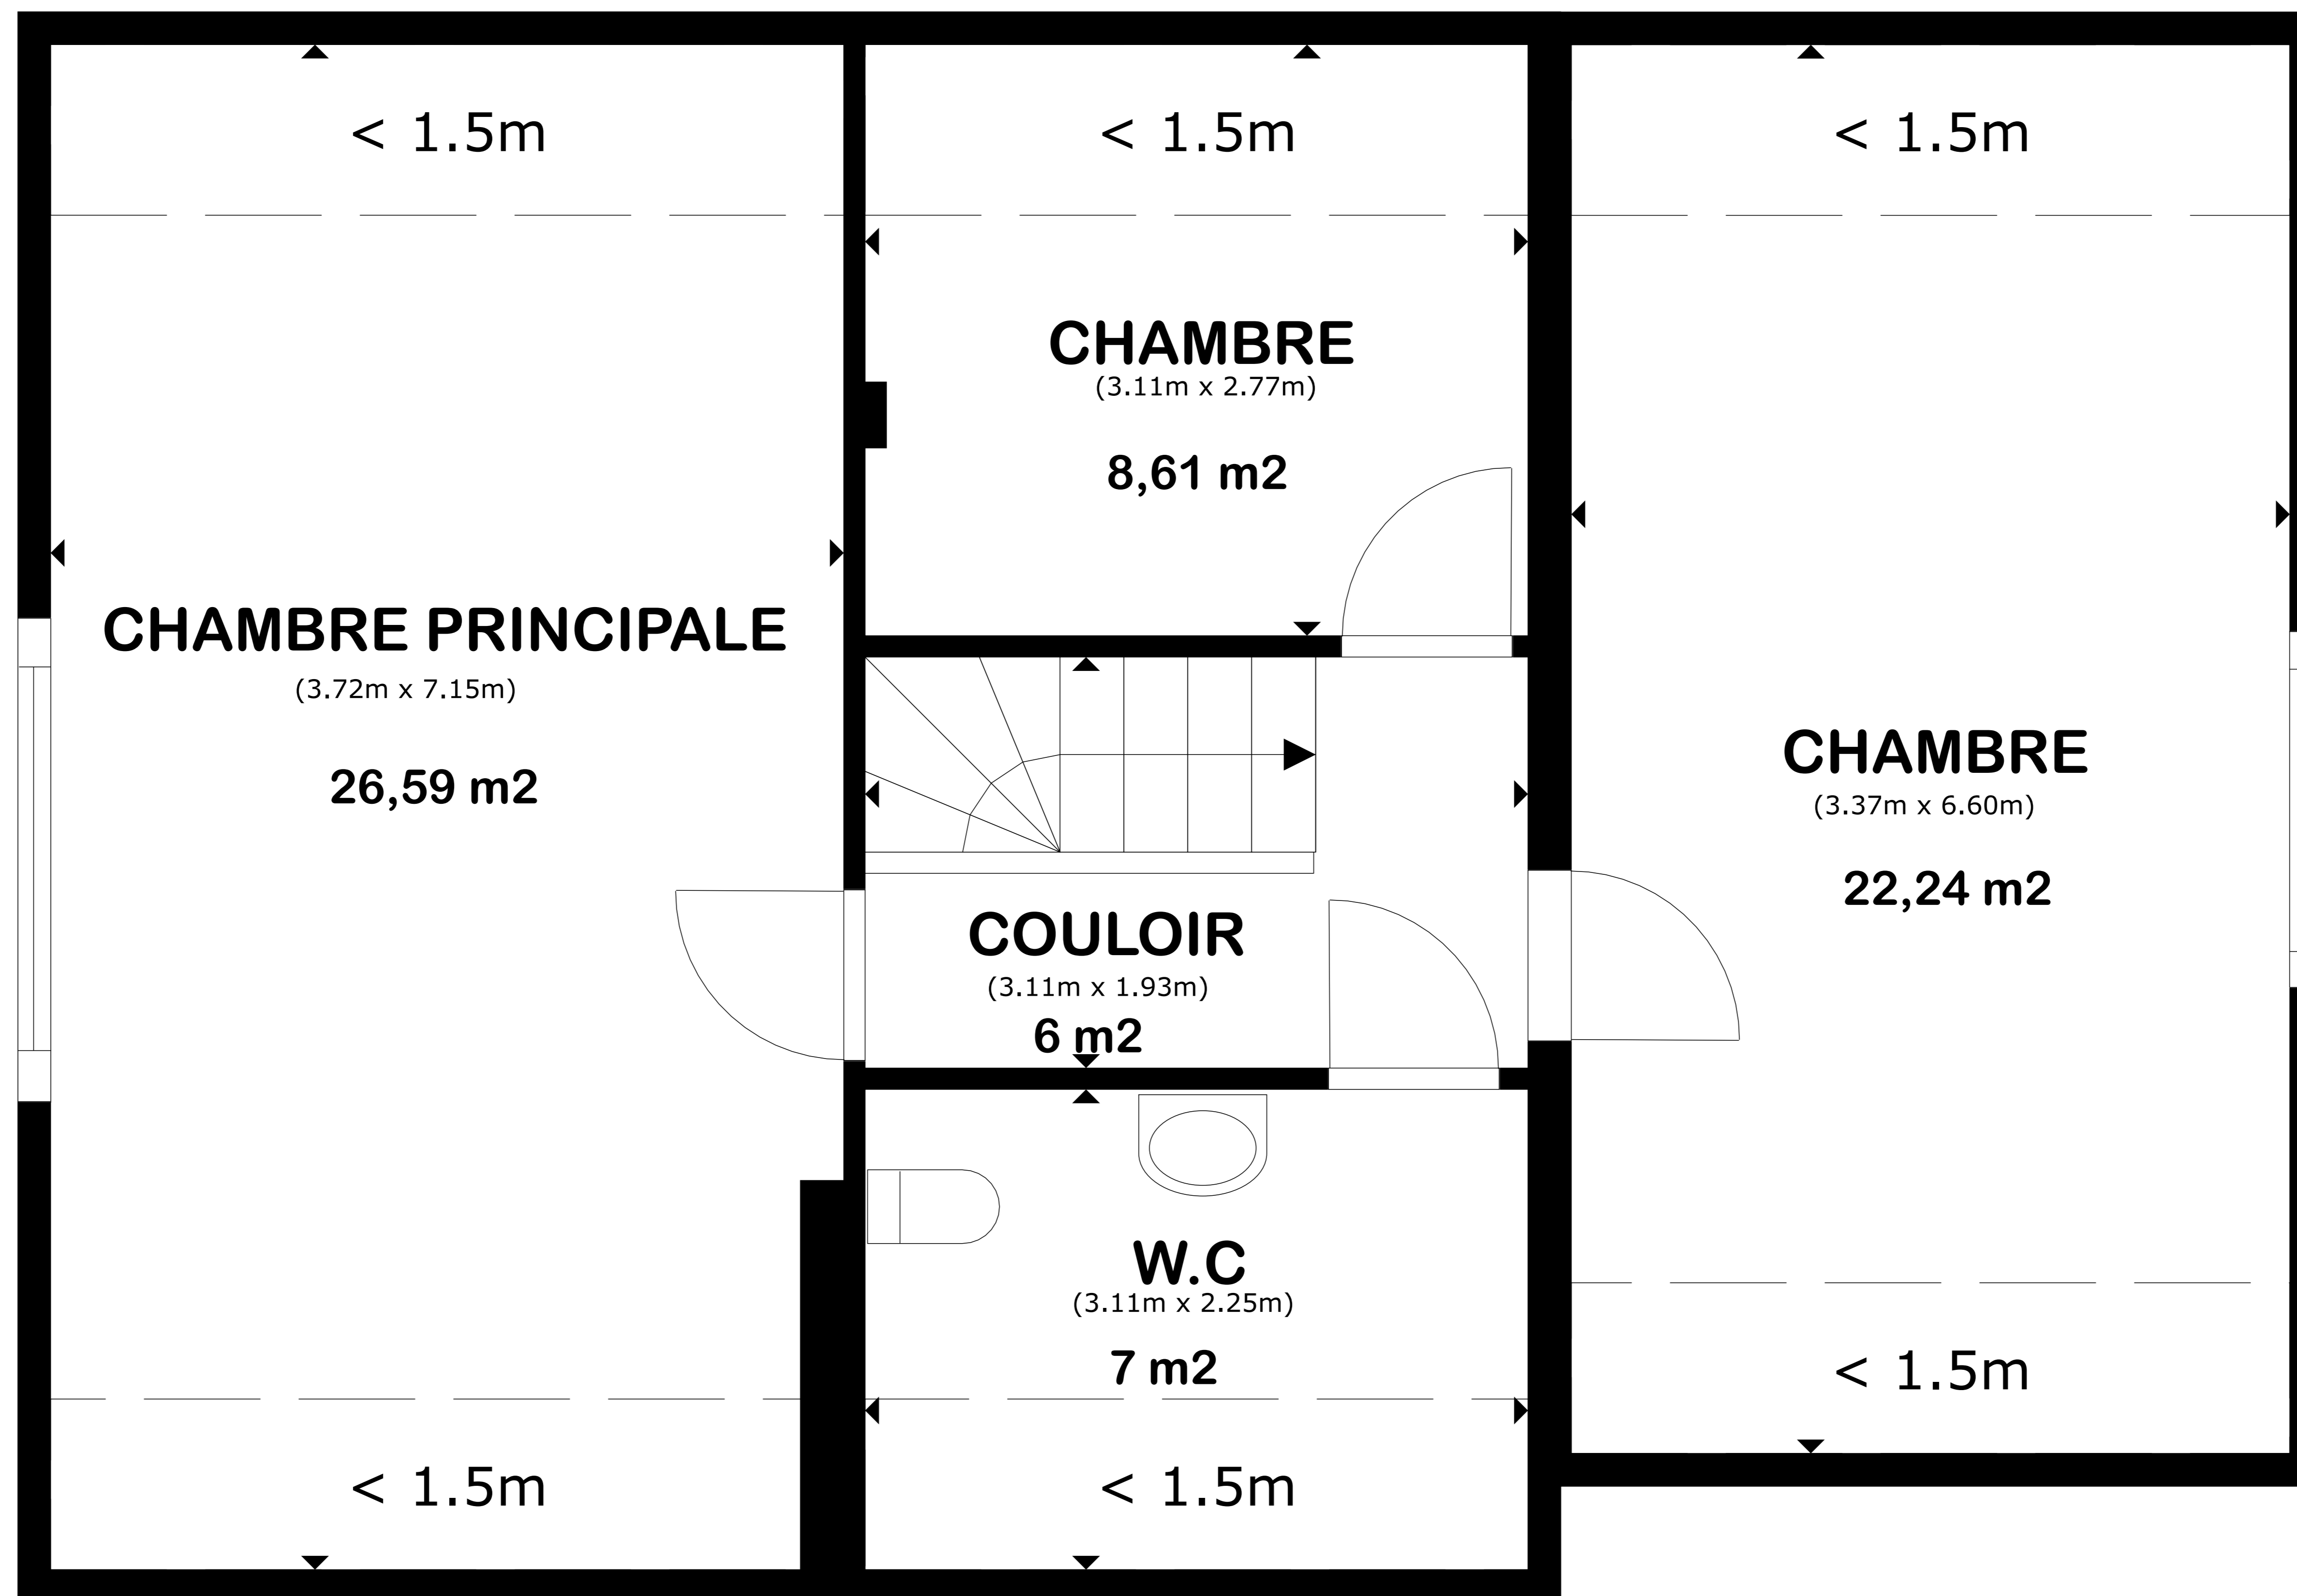 < 1.5m
< 1.5m
< 1.5m
CHAMBRE
(3.11m x 2.77m)
8,61 m2
CHAMBRE PRINCIPALE
(3.72m x 7.15m)
26,59 m2
CHAMBRE
(3.37m x 6.60m)
22,24 m2
COULOIR
(3.11m x 1.93m)
6 m2
W.C
(3.11m x 2.25m)
7 m2
< 1.5m
< 1.5m
< 1.5m